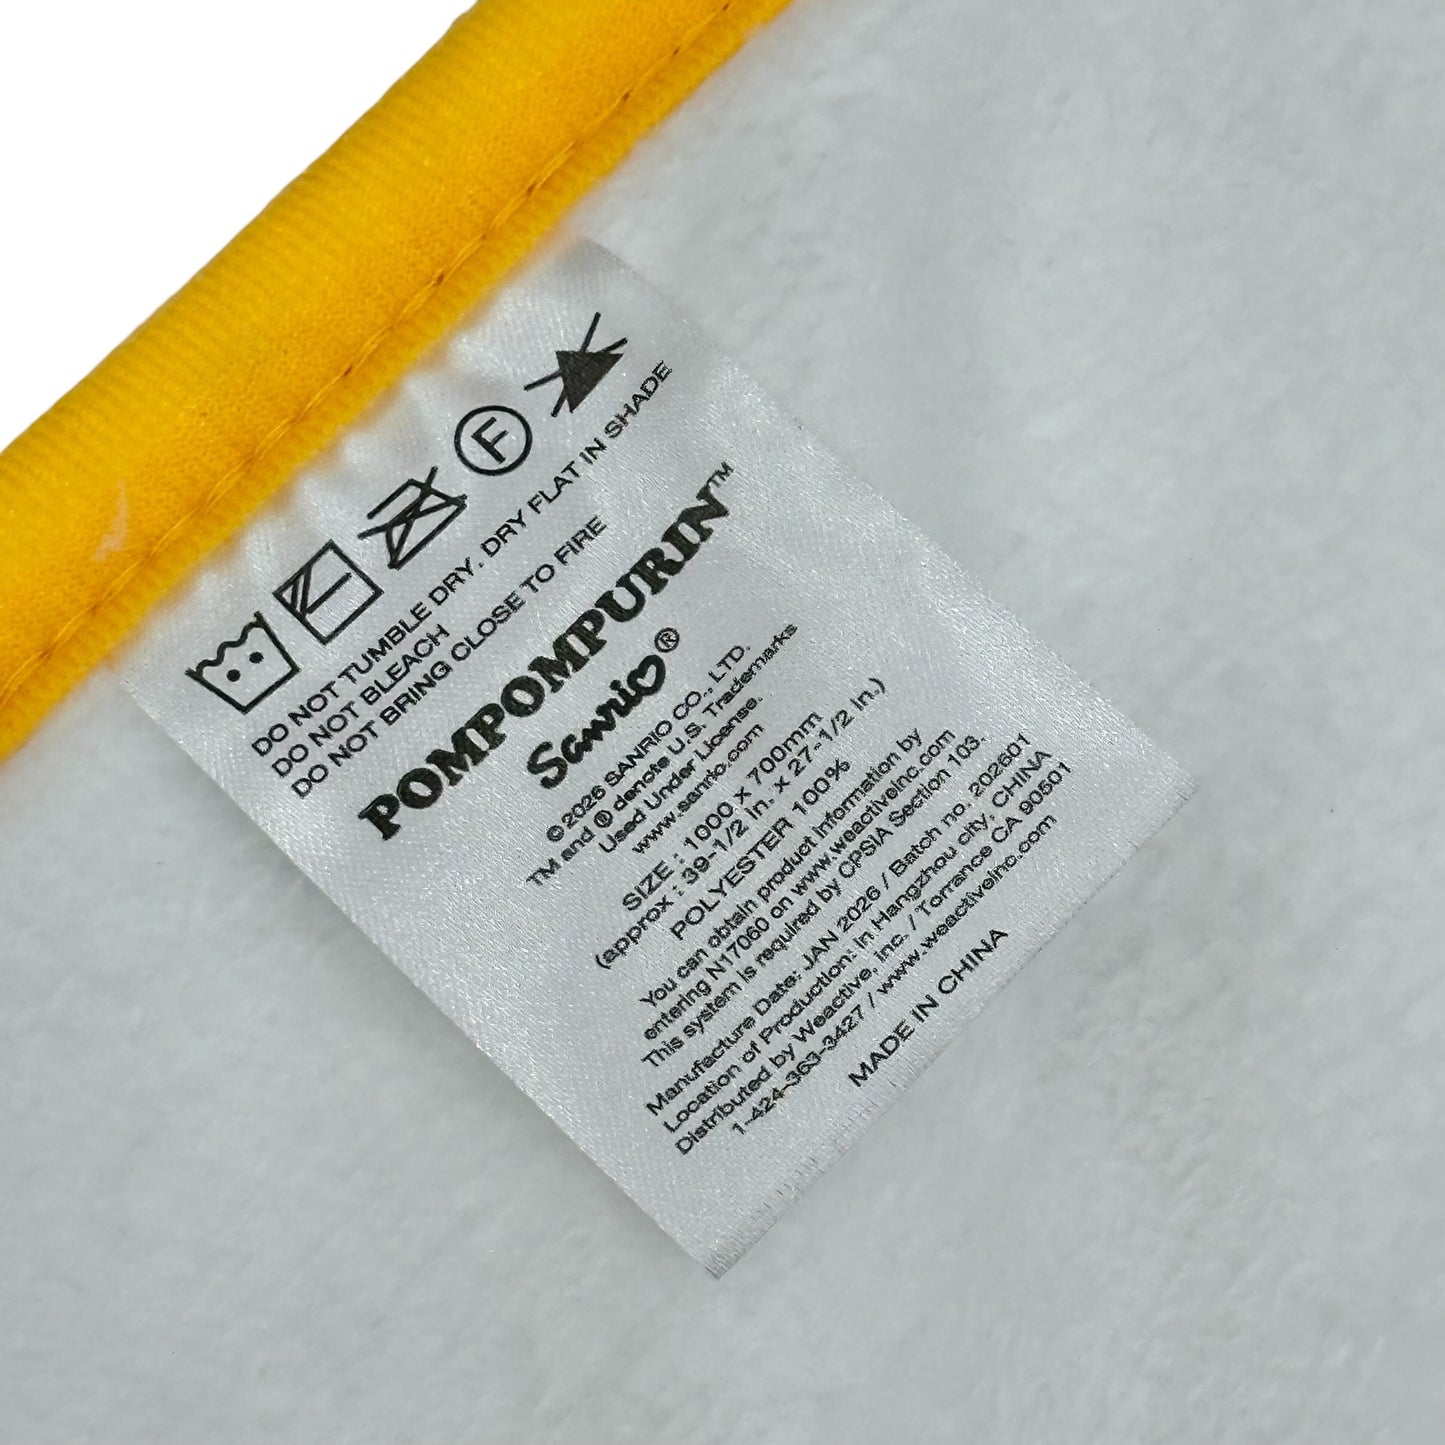 F
DO NOT TUMBLE DRY. DRY FLAT IN SHADE
DO NOT BLEACH
DO NOT BRING CLOSE TO FIRE
POMPOMPURIN™
Sanrio®
©2026 SANRIO CO., LTD.
TM and ® denote U.S. Trademarks
Used Under License.
www.sanrio.com
SIZE : 1000 x 700mm
(approx : 39-1/2 in. x 27-1/2 in.)
POLYESTER 100%
You can obtain product information by
entering N17060 on www.weactiveinc.com
This system is required by CPSIA Section 103.
Manufacture Date: JAN 2026 / Batch no. 202601
Location of Production: in Hangzhou city, CHINA
Distributed by Weactive, inc. / Torrance CA 90501
1-424-363-3427 / www.weactiveinc.com
MADE IN CHINA